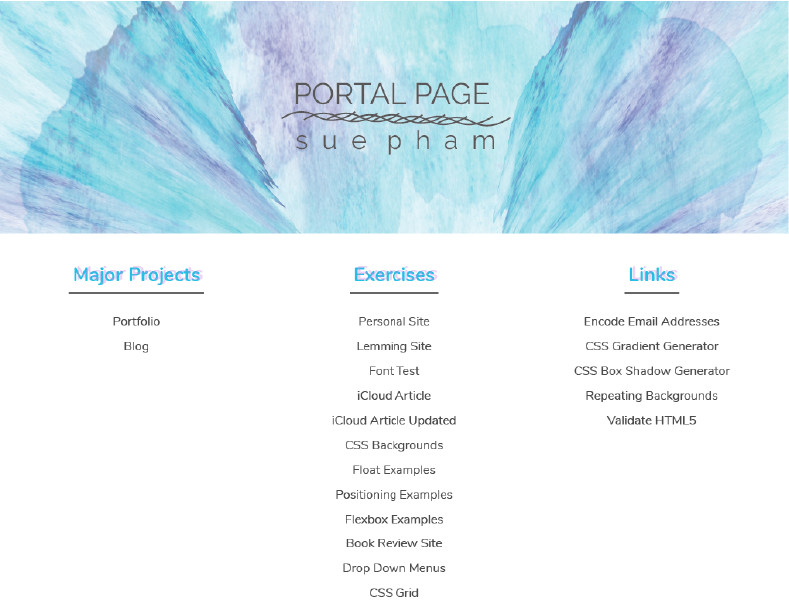 PORTAL PAGE
sue pham
Major Projects
Portfolio
Blog
Exercises
Personal Site
Lemming Site
Font Test
iCloud Article
iCloud Article Updated
CSS Backgrounds
Float Examples
Positioning Examples
Flexbox Examples
Book Review Site
Drop Down Menus
CSS Grid
Links
Encode Email Addresses
CSS Gradient Generator
CSS Box Shadow Generator
Repeating Backgrounds
Validate HTML5